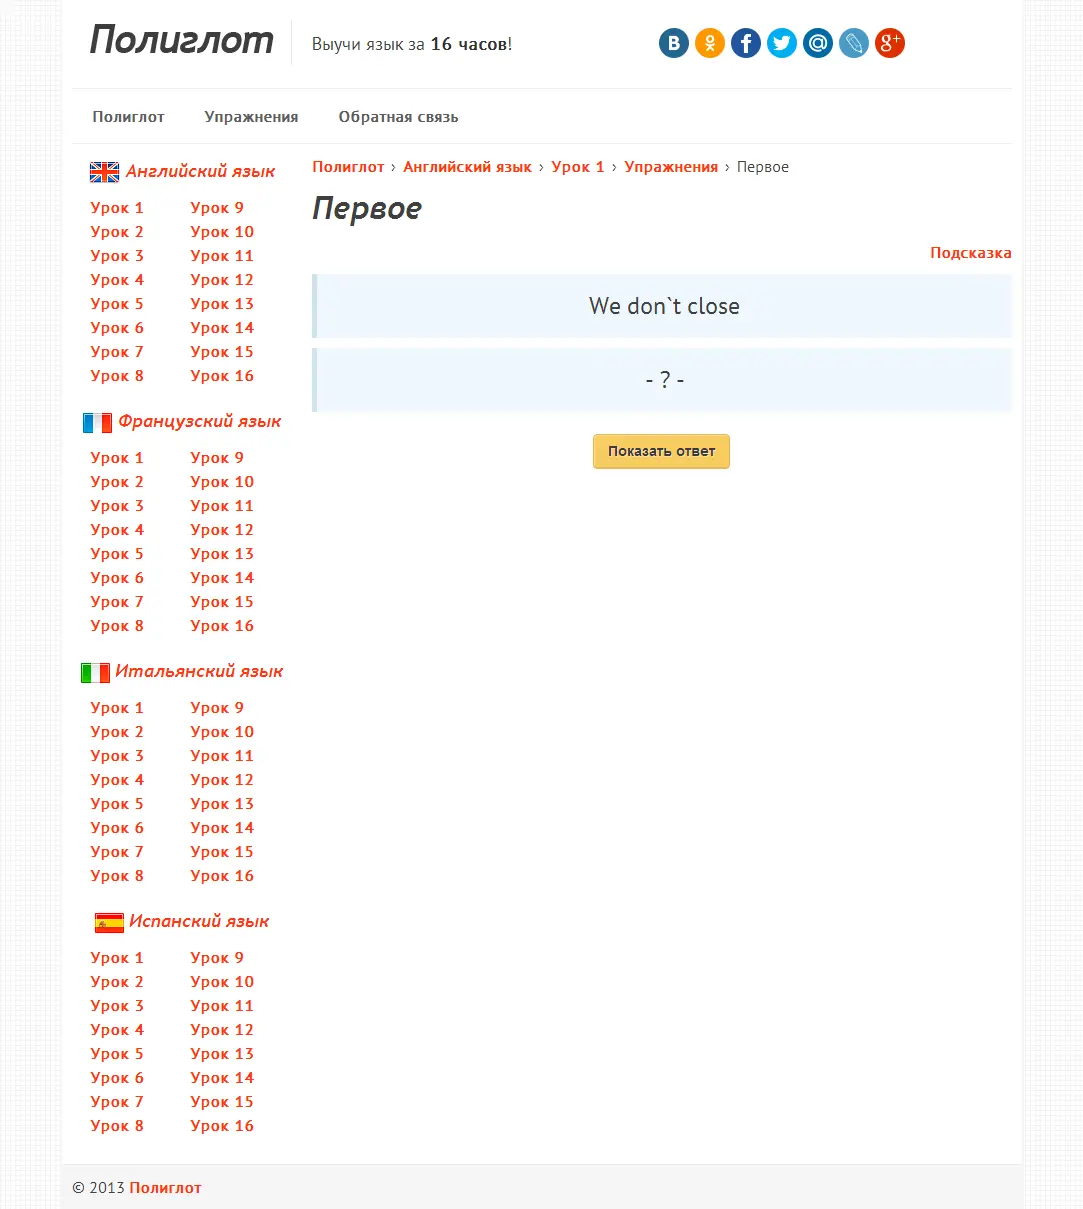 Полиглот
Выучи язык за 16 часов!
Полиглот Упражнения Обратная связь
Английский язык
Урок 1 Урок 9
Урок 2 Урок 10
Урок 3 Урок 11
Урок 4 Урок 12
Урок 5 Урок 13
Урок 6 Урок 14
Урок 7 Урок 15
Урок 8 Урок 16
Французский язык
Урок 1 Урок 9
Урок 2 Урок 10
Урок 3 Урок 11
Урок 4 Урок 12
Урок 5 Урок 13
Урок 6 Урок 14
Урок 7 Урок 15
Урок 8 Урок 16
Итальянский язык
Урок 1 Урок 9
Урок 2 Урок 10
Урок 3 Урок 11
Урок 4 Урок 12
Урок 5 Урок 13
Урок 6 Урок 14
Урок 7 Урок 15
Урок 8 Урок 16
Испанский язык
Урок 1 Урок 9
Урок 2 Урок 10
Урок 3 Урок 11
Урок 4 Урок 12
Урок 5 Урок 13
Урок 6 Урок 14
Урок 7 Урок 15
Урок 8 Урок 16
Полиглот › Английский язык › Урок 1 › Упражнения › Первое
Первое
Подсказка
We don`t close
- ? -
Показать ответ
© 2013 Полиглот